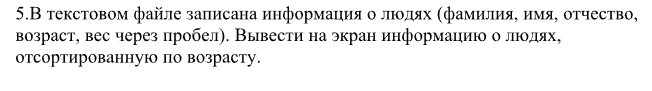 5.В текстовом файле записана информация о людях (фамилия, имя, отчество,
возраст, вес через пробел). Вывести на экран информацию о людях,
отсортированную по возрасту.